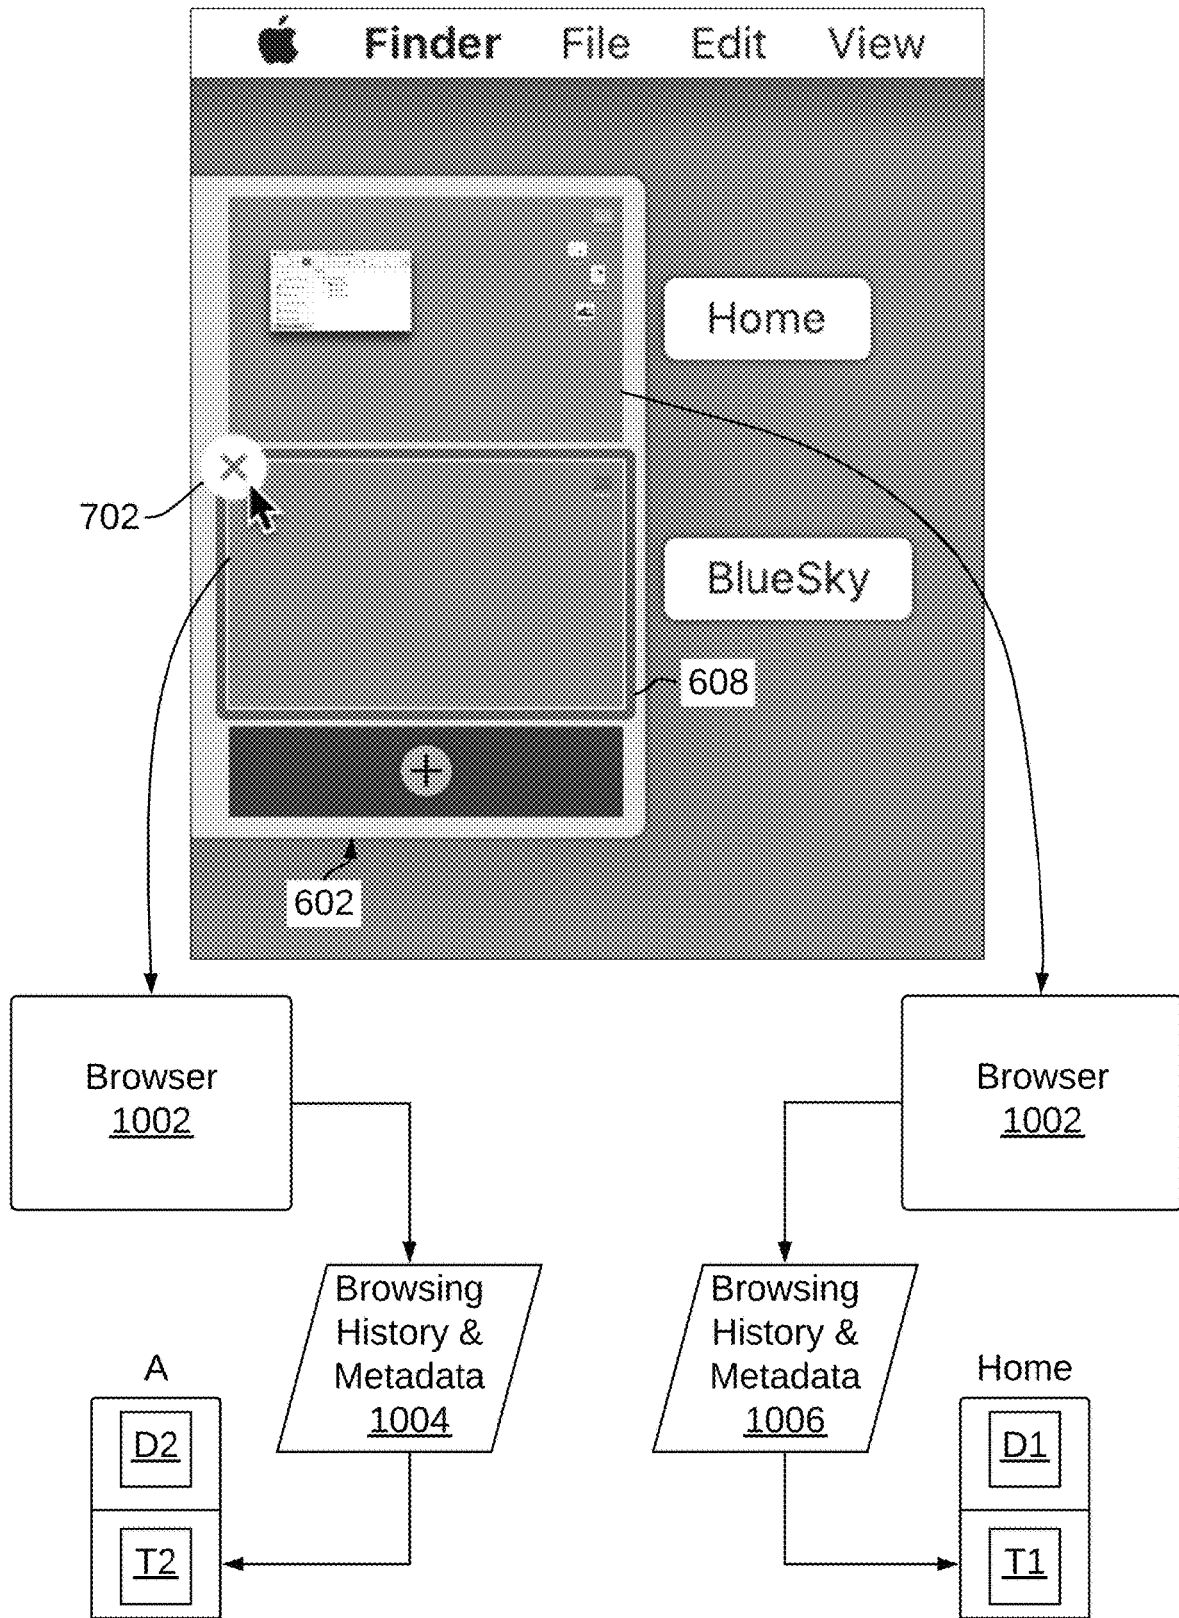 Finder File Edit View
Home
702
BlueSky
608
602
Browser
1002
Browser
1002
Browsing
History &
Metadata
1004
Browsing
History &
Metadata
1006
A
D2
T2
Home
D1
T1